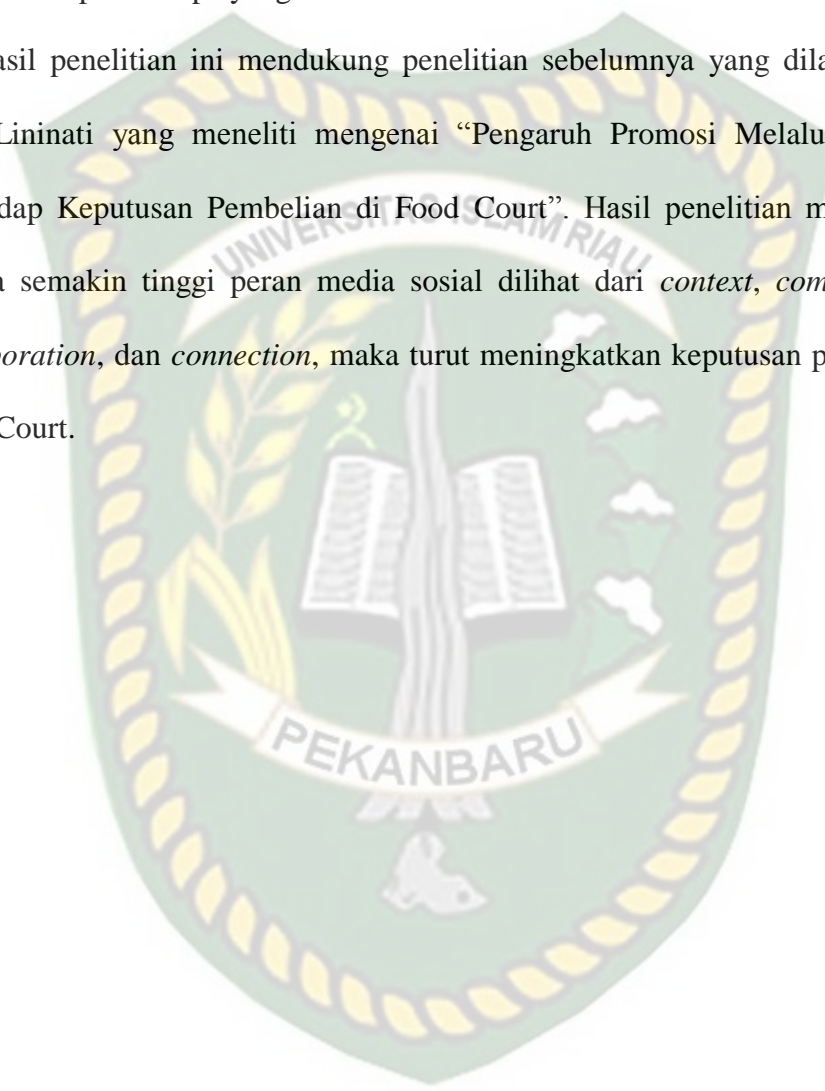 asil penelitian ini mendukung penelitian sebelumnya yang dila
Lininati yang meneliti mengenai “Pengaruh Promosi Melalu
dap Keputusan Pembelian di Food Court”. Hasil penelitian m
a semakin tinggi peran media sosial dilihat dari context, com
oration, dan connection, maka turut meningkatkan keputusan p
Court.
UNIVERSITAS ISLAM RIAU
PEKANBARU